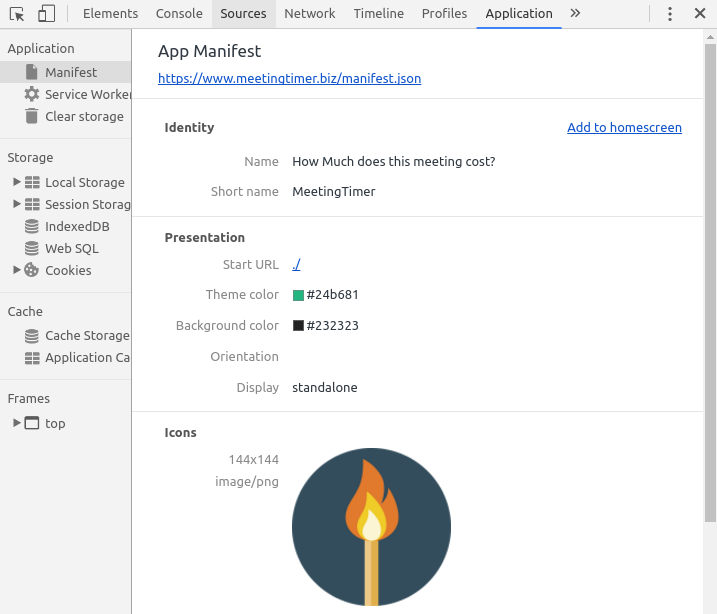 Elements Console Sources Network Timeline Profiles Application »
Application
Manifest
Service Worker
Clear storage
Storage
Local Storage
Session Storag
IndexedDB
Web SQL
Cookies
Cache
Cache Storage
Application Ca
Frames
top
App Manifest
https://www.meetingtimer.biz/manifest.json
Identity Add to homescreen
Name How Much does this meeting cost?
Short name MeetingTimer
Presentation
Start URL ./
Theme color #24b681
Background color #232323
Orientation
Display standalone
Icons
144x144
image/png